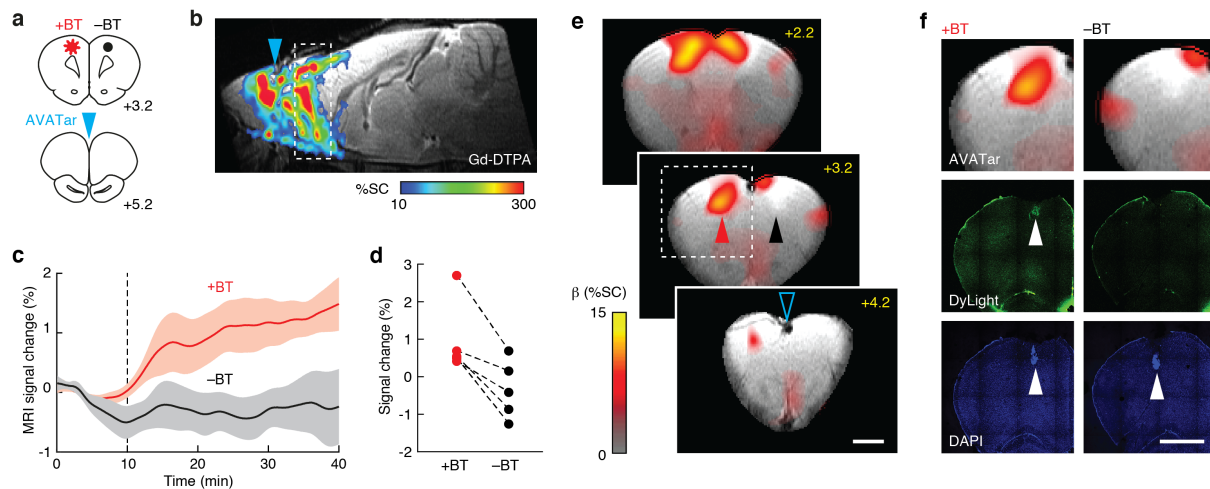 a
+BT –BT
+3.2
AVATar
+5.2
b
Gd-DTPA
%SC
10 300
c
MRI signal change (%)
2
1
0
-1
+BT
–BT
0 10 20 30 40
Time (min)
d
Signal change (%)
3
2
1
0
-1
-2
+BT –BT
e
+2.2
+3.2
+4.2
β (%SC)
15
0
f
+BT –BT
AVATar
DyLight
DAPI